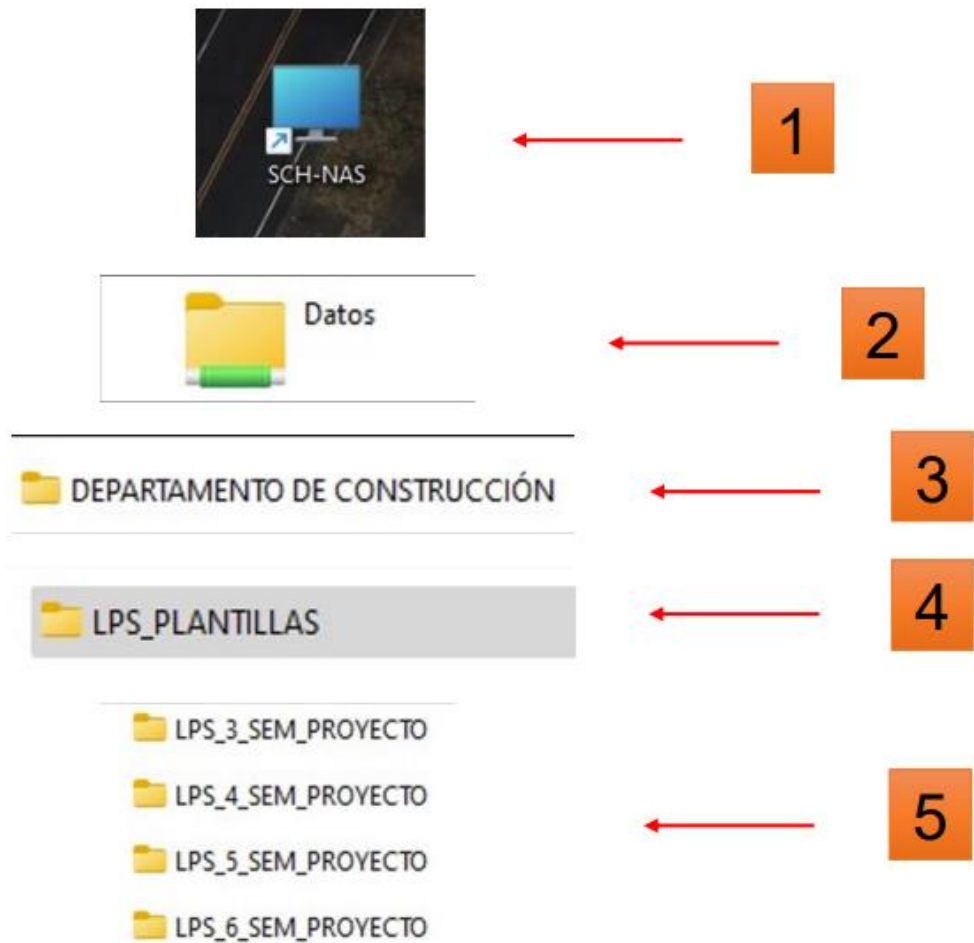 SCH-NAS
1
Datos
2
DEPARTAMENTO DE CONSTRUCCIÓN
3
LPS_PLANTILLAS
4
LPS_3_SEM_PROYECTO
LPS_4_SEM_PROYECTO
LPS_5_SEM_PROYECTO
LPS_6_SEM_PROYECTO
5